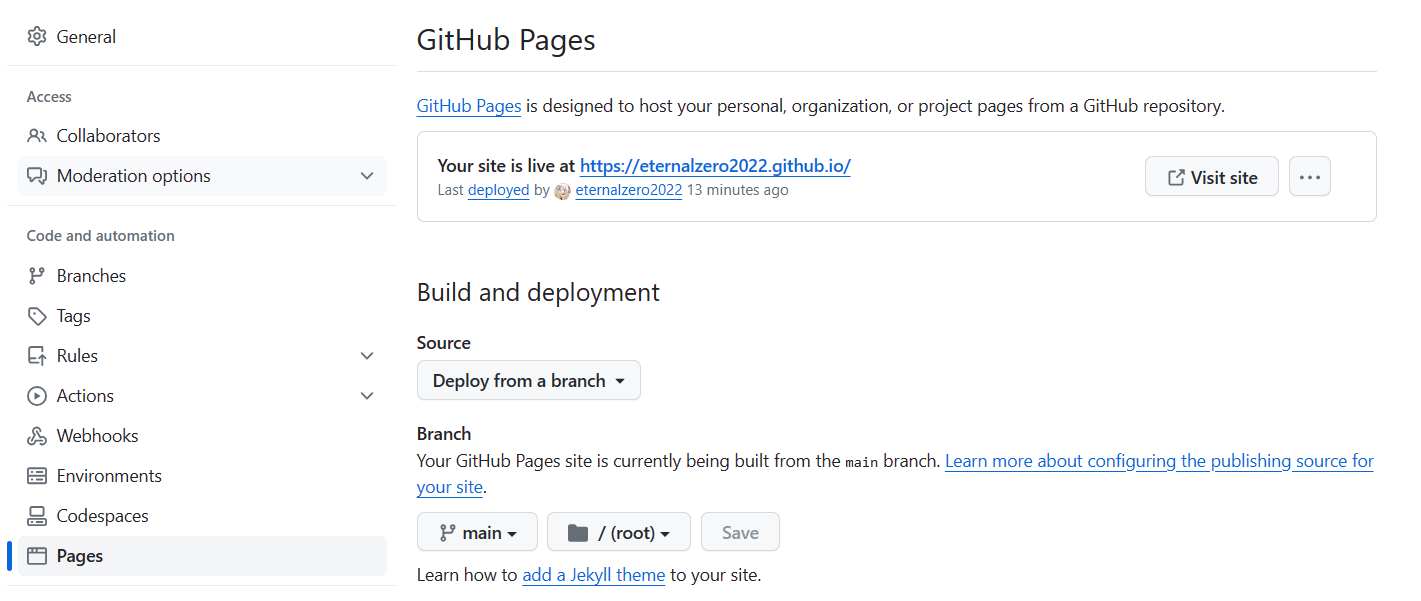 General
Access
Collaborators
Moderation options
Code and automation
Branches
Tags
Rules
Actions
Webhooks
Environments
Codespaces
Pages
GitHub Pages
GitHub Pages is designed to host your personal, organization, or project pages from a GitHub repository.
Your site is live at https://eternalzero2022.github.io/
Last deployed by eternalzero2022 13 minutes ago
Visit site
Build and deployment
Source
Deploy from a branch
Branch
Your GitHub Pages site is currently being built from the main branch. Learn more about configuring the publishing source for
your site.
main
/ (root)
Save
Learn how to add a Jekyll theme to your site.